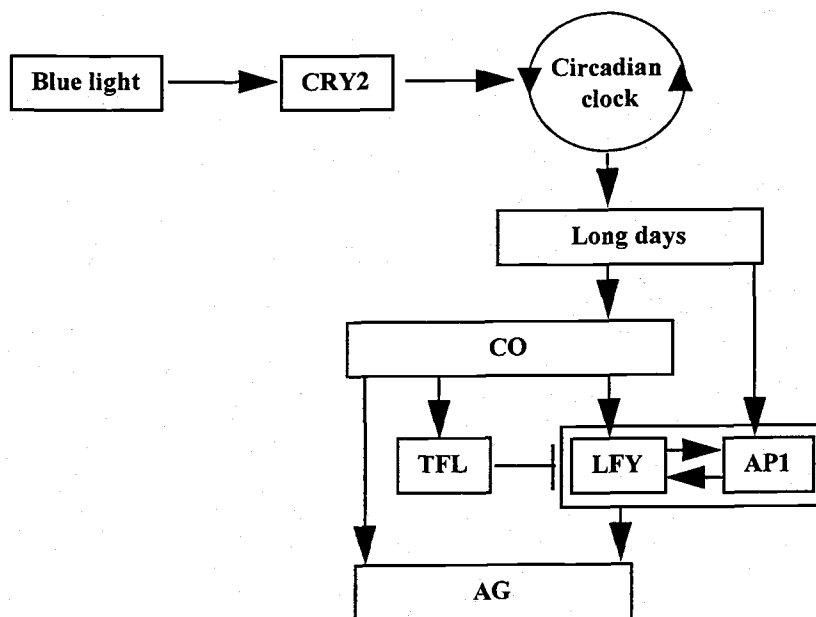 Blue light
CRY2
Circadian
clock
Long days
CO
TFL
LFY
AP1
AG